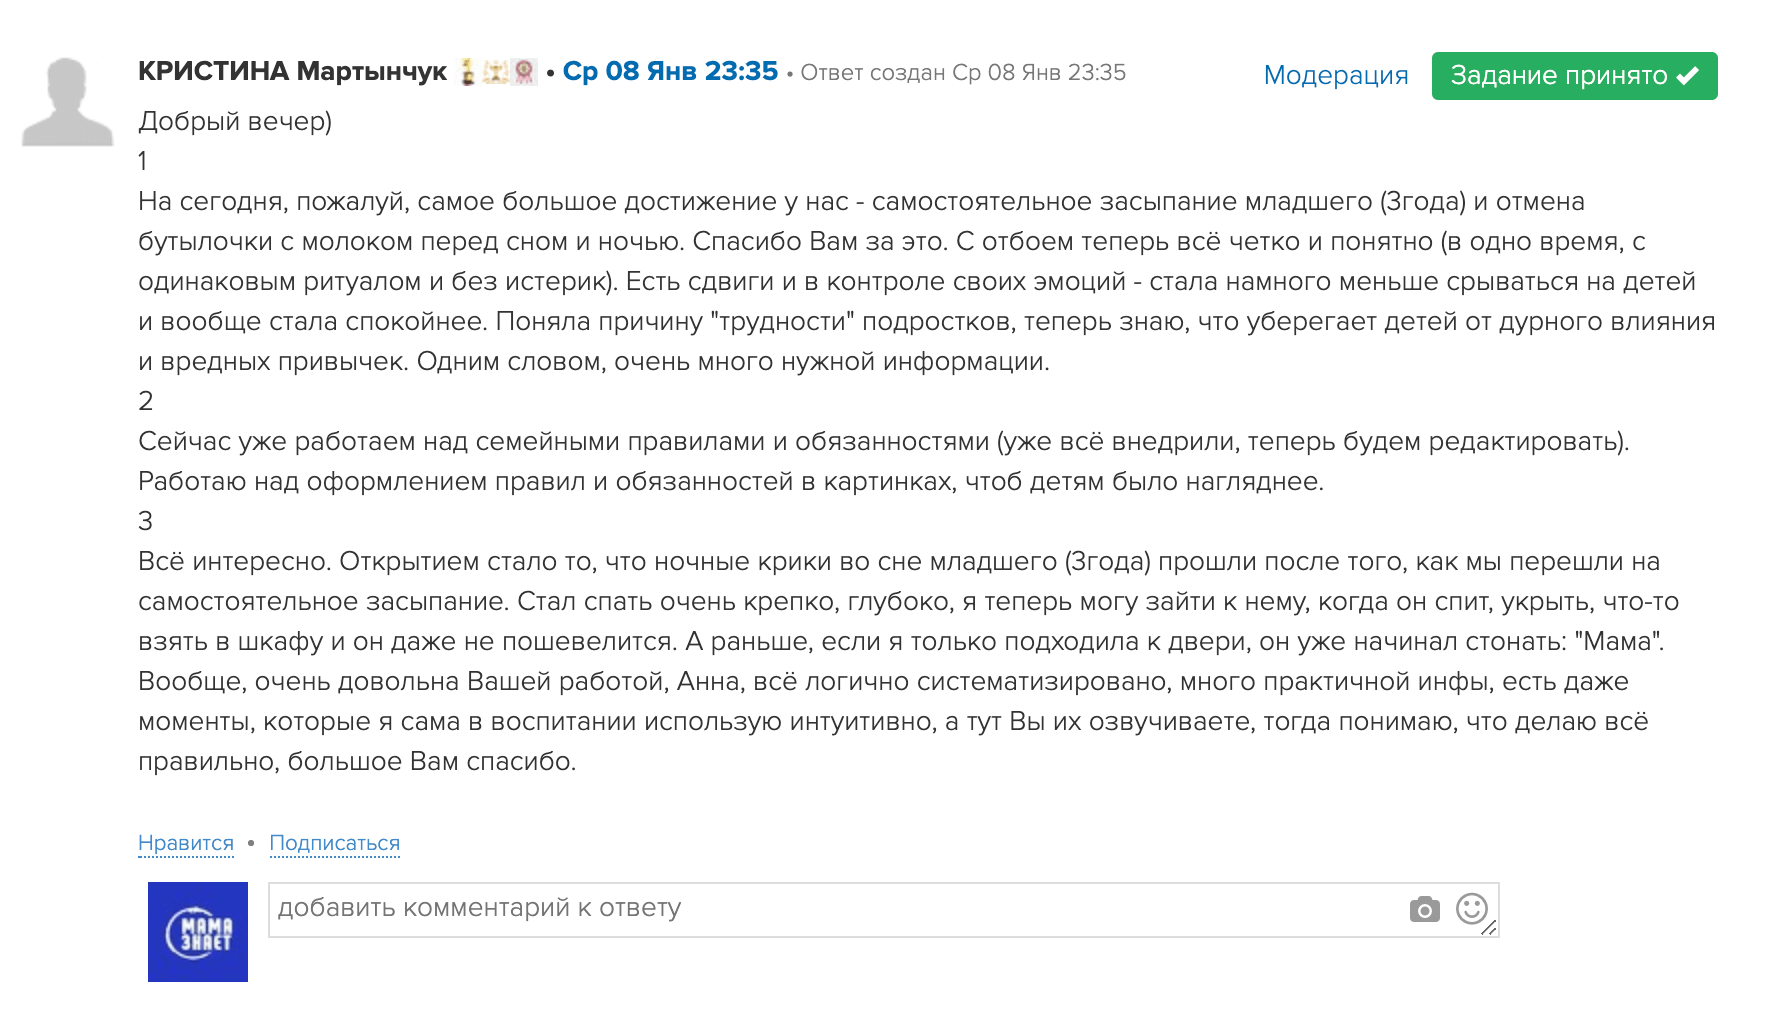 КРИСТИНА Мартынчук • Ср 08 Янв 23:35 • Ответ создан Ср 08 Янв 23:35 Модерация Задание принято ✔
Добрый вечер)
1
На сегодня, пожалуй, самое большое достижение у нас - самостоятельное засыпание младшего (3года) и отмена
бутылочки с молоком перед сном и ночью. Спасибо Вам за это. С отбоем теперь всё четко и понятно (в одно время, с
одинаковым ритуалом и без истерик). Есть сдвиги и в контроле своих эмоций - стала намного меньше срываться на детей
и вообще стала спокойнее. Поняла причину "трудности" подростков, теперь знаю, что уберегает детей от дурного влияния
и вредных привычек. Одним словом, очень много нужной информации.
2
Сейчас уже работаем над семейными правилами и обязанностями (уже всё внедрили, теперь будем редактировать).
Работаю над оформлением правил и обязанностей в картинках, чтоб детям было нагляднее.
3
Всё интересно. Открытием стало то, что ночные крики во сне младшего (3года) прошли после того, как мы перешли на
самостоятельное засыпание. Стал спать очень крепко, глубоко, я теперь могу зайти к нему, когда он спит, укрыть, что-то
взять в шкафу и он даже не пошевелится. А раньше, если я только подходила к двери, он уже начинал стонать: "Мама".
Вообще, очень довольна Вашей работой, Анна, всё логично систематизировано, много практичной инфы, есть даже
моменты, которые я сама в воспитании использую интуитивно, а тут Вы их озвучиваете, тогда понимаю, что делаю всё
правильно, большое Вам спасибо.
Нравится • Подписаться
МАМА
ЗНАЕТ
добавить комментарий к ответу